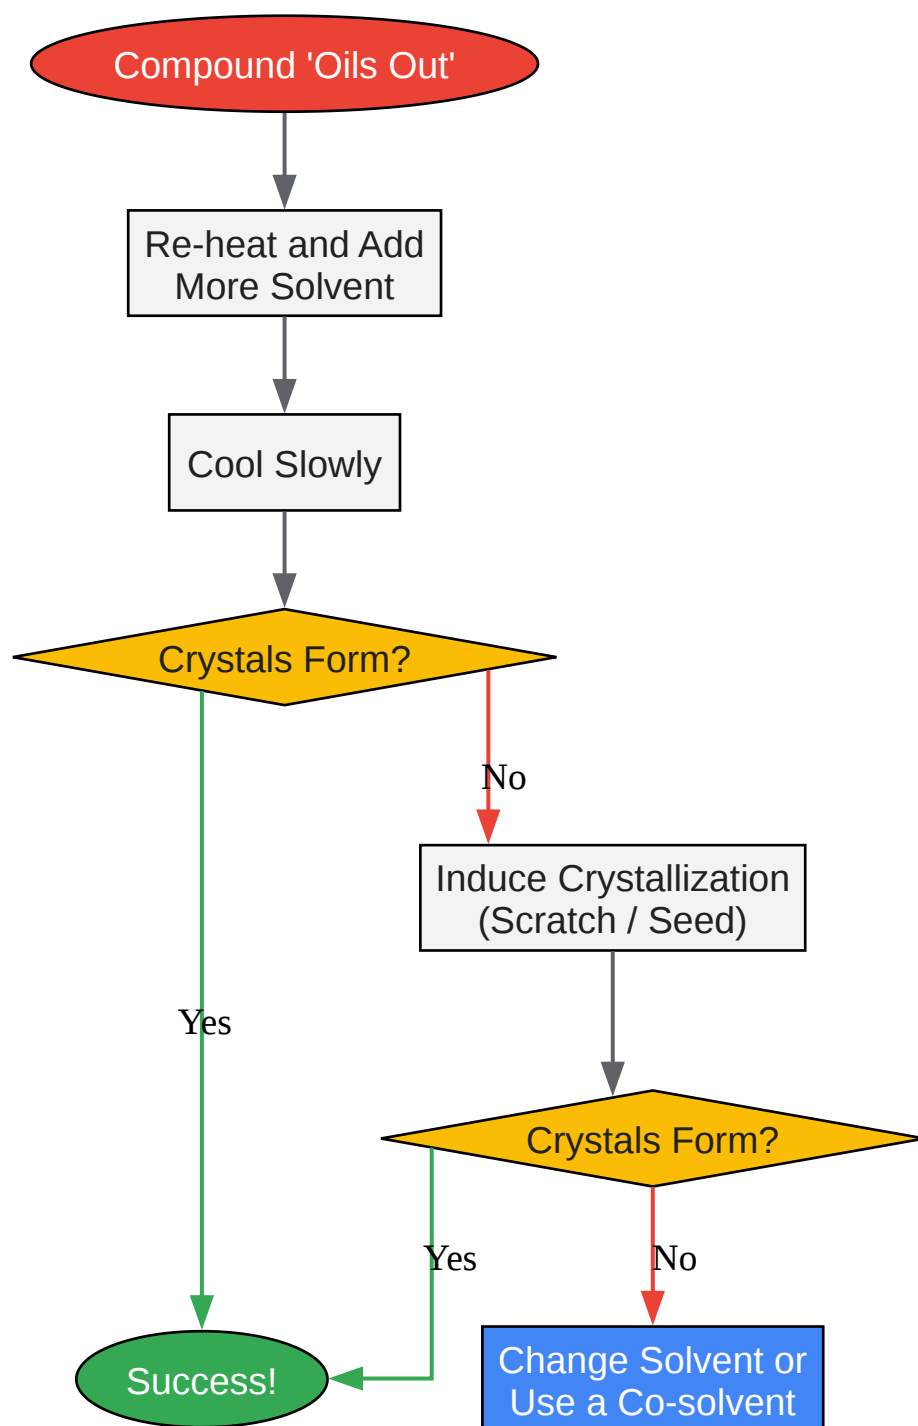 Compound 'Oils Out'
Re-heat and Add
More Solvent
Cool Slowly
Crystals Form?
No
Induce Crystallization
(Scratch / Seed)
Yes
Crystals Form?
Yes
No
Success!
Change Solvent or
Use a Co-solvent